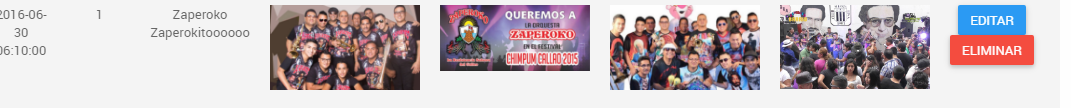 2016-06-
30
06:10:00
1
Zaperoko
Zaperokitoooooo
ZAPEROKO
QUEREMOS A
LA ORQUESTA
ZAPEROKO
EN EL FESTIVAL
CHIMPUM CALLAO 2015
EDITAR
ELIMINAR